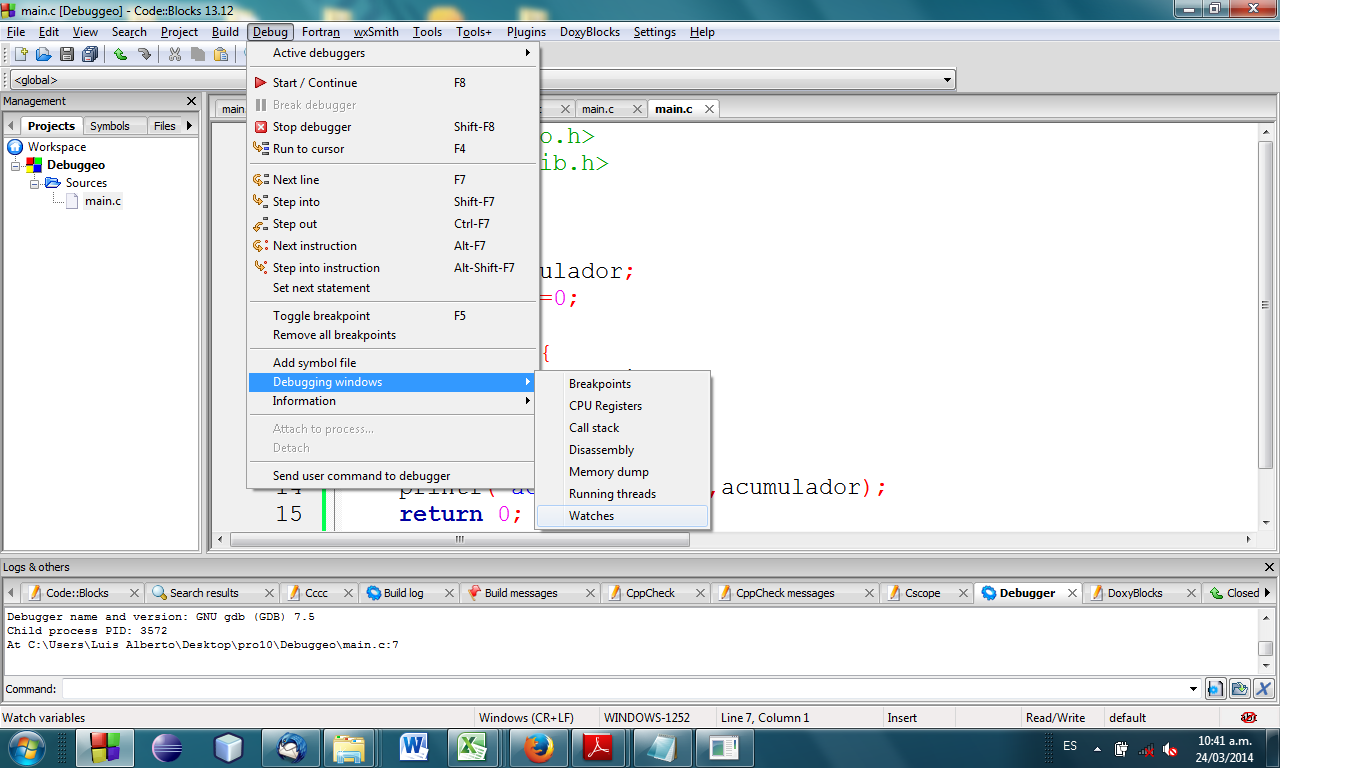 main.c [Debuggeo] - Code::Blocks 13.12
File Edit View Search Project Build Debug Fortran wxSmith Tools Tools+ Plugins DoxyBlocks Settings Help
<global>
Management
Projects Symbols Files
Workspace
Debuggeo
Sources
main.c
Active debuggers
Start / Continue F8
Break debugger
Stop debugger Shift-F8
Run to cursor F4
Next line F7
Step into Shift-F7
Step out Ctrl-F7
Next instruction Alt-F7
Step into instruction Alt-Shift-F7
Set next statement
Toggle breakpoint F5
Remove all breakpoints
Add symbol file
Debugging windows
Information
Attach to process...
Detach
Send user command to debugger
Breakpoints
CPU Registers
Call stack
Disassembly
Memory dump
Running threads
Watches
main. c main.c main.c
o.h>
ib.h>
ulador;
=0;
{
14 printf( ,acumulador);
15 return 0;
Logs & others
Code::Blocks Search results Cccc Build log Build messages CppCheck CppCheck messages Cscope Debugger DoxyBlocks Closed
Debugger name and version: GNU gdb (GDB) 7.5
Child process PID: 3572
At C:\Users\Luis Alberto\Desktop\pro10\Debuggeo\main.c:7
Command:
Watch variables Windows (CR+LF) WINDOWS-1252 Line 7, Column 1 Insert Read/Write default
ES 10:41 a.m.
24/03/2014